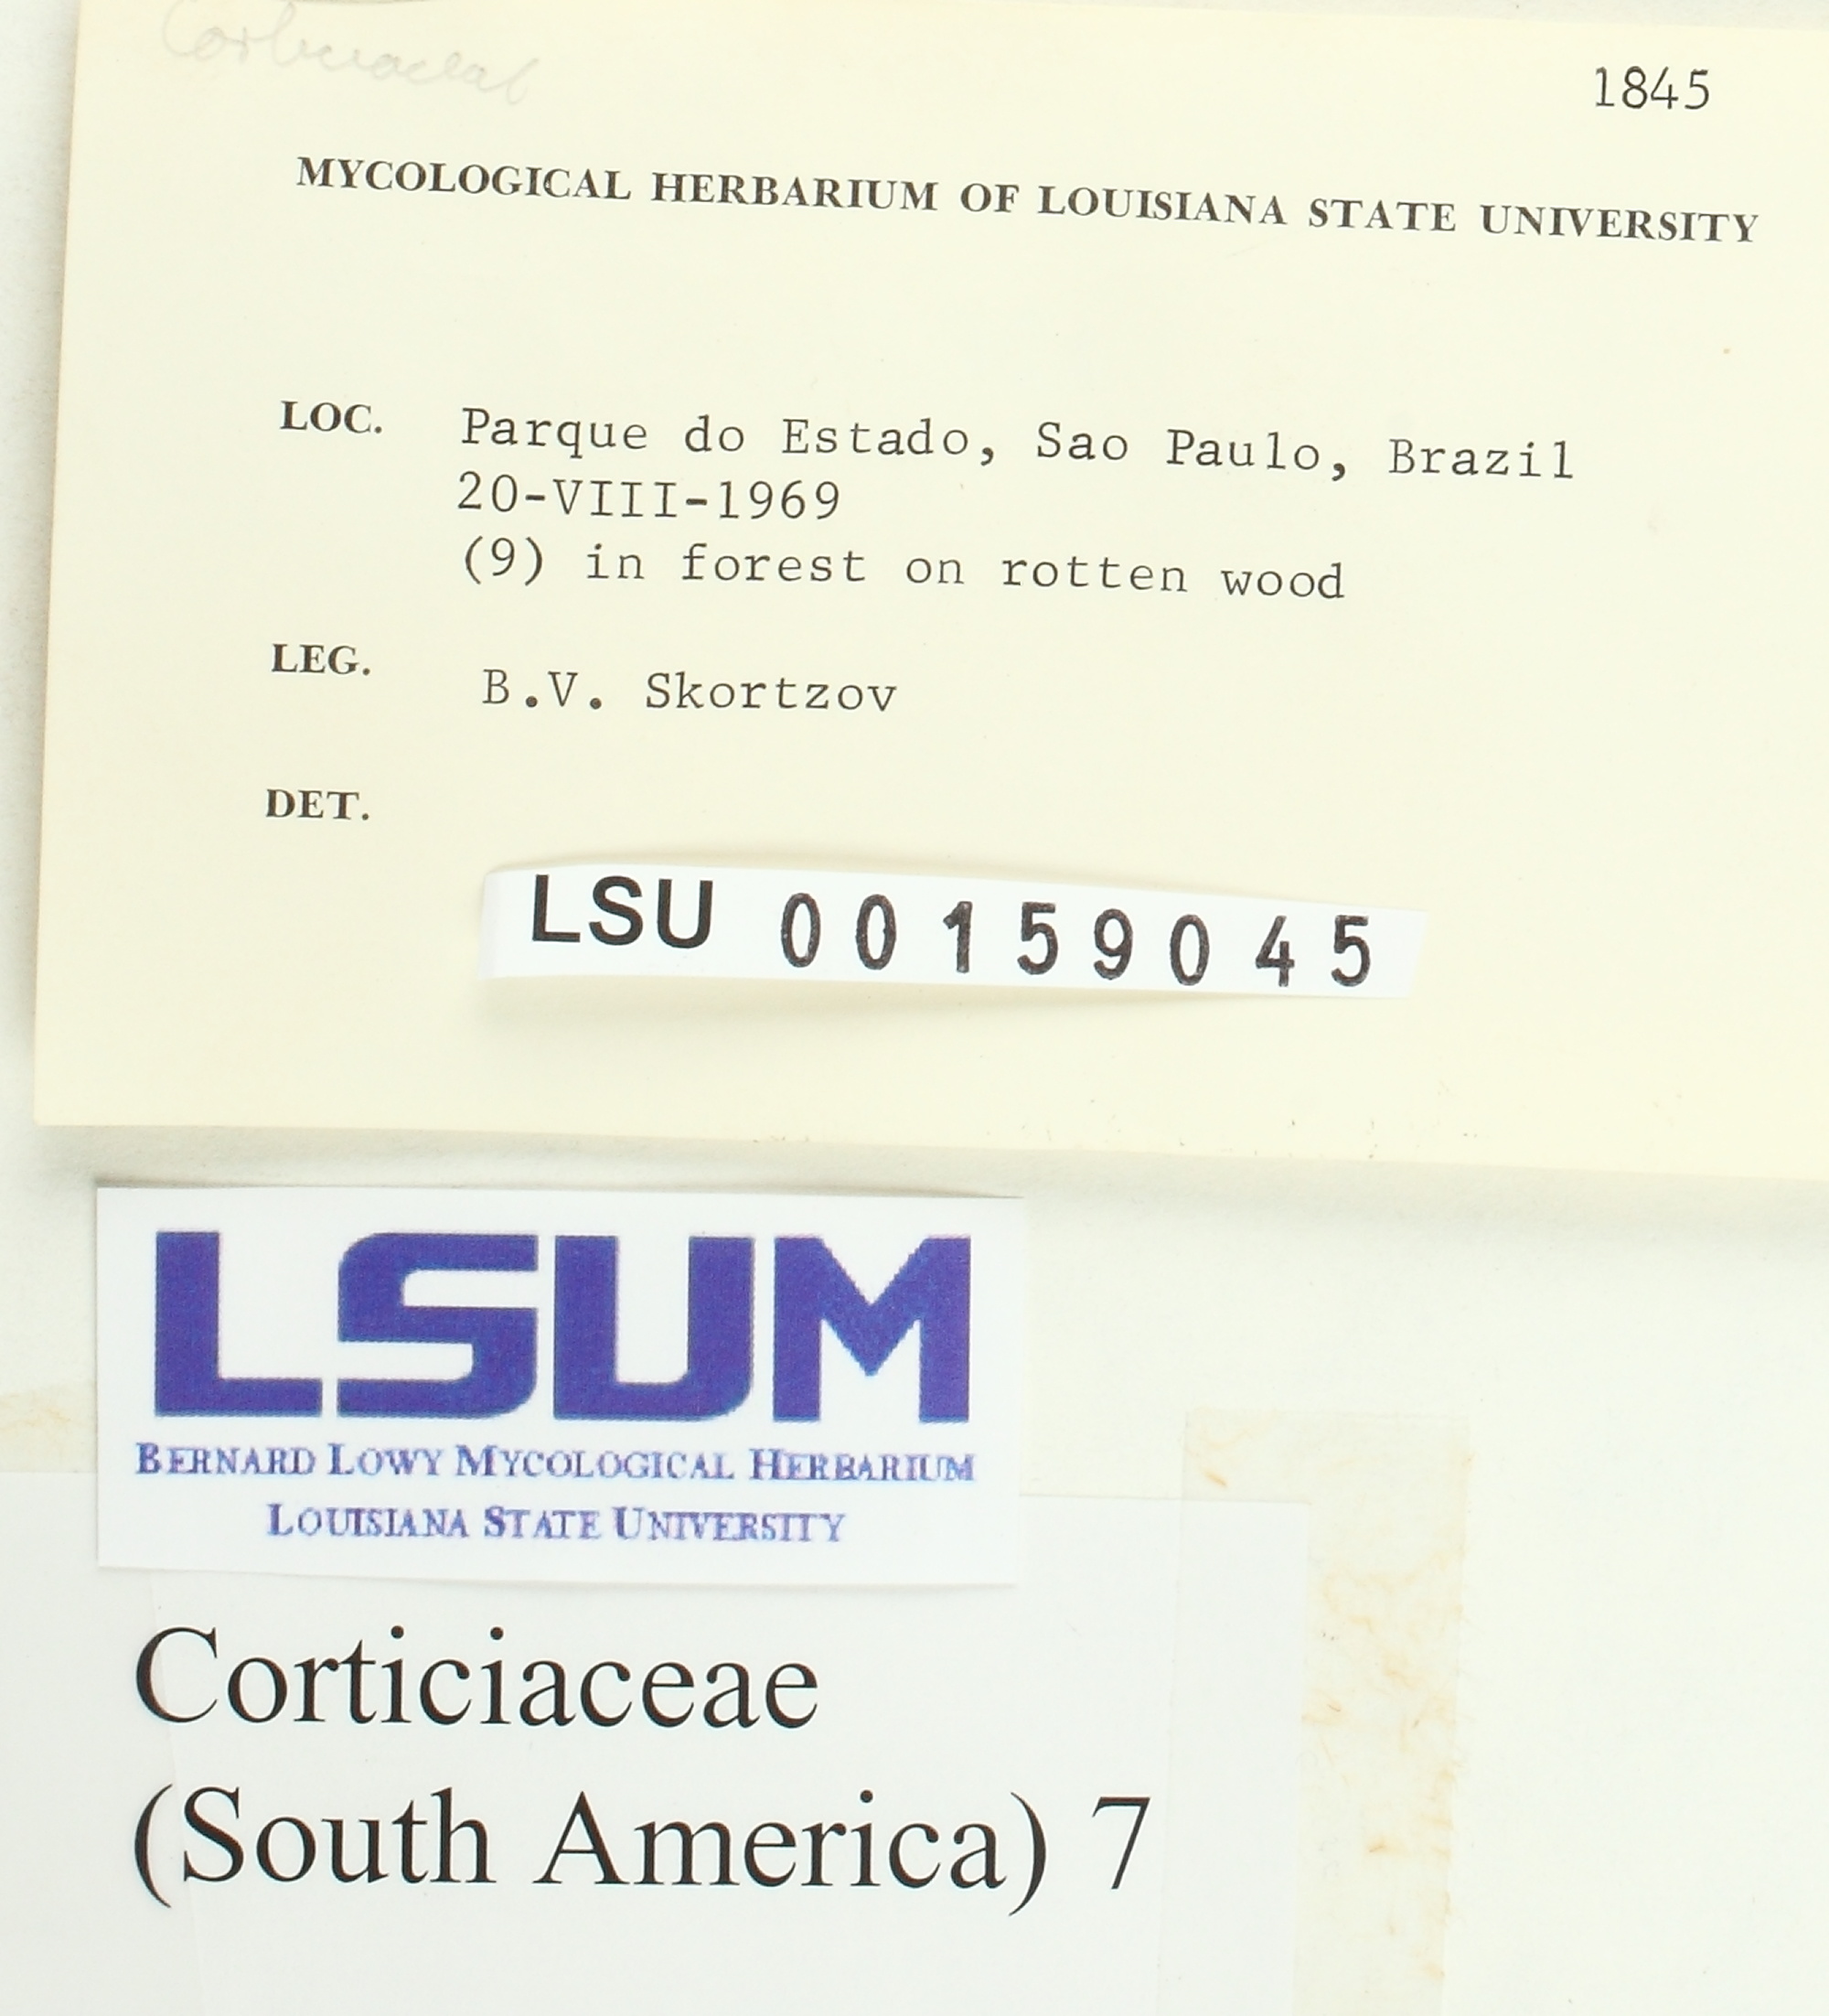 1845
MYCOLOGICAL HERBARIUM OF LOUISIANA STATE UNIVERSITY
LOC. Parque do Estado, Sao Paulo, Brazil
20-VIII-1969
(9) in forest on rotten wood
LEG. B.V. Skortzov
DET.
LSU 00159045
LSUM
BERNARD LOWY MYCOLOGICAL HERBARIUM
LOUISIANA STATE UNIVERSITY
Corticiaceae
(South America) 7